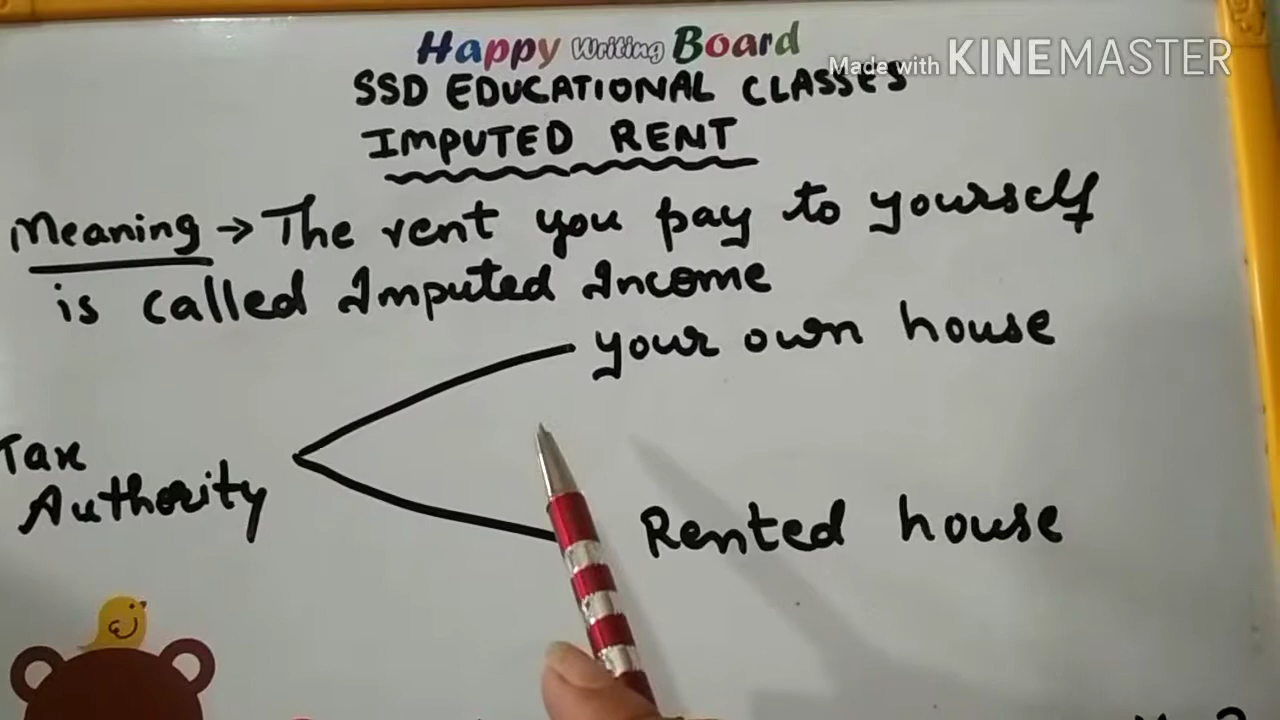 Happy Writing Board
Made with KINEMASTER
SSD EDUCATIONAL CLASSES
IMPUTED RENT
Meaning → The rent you pay to yourself
is called Imputed Income
your own house
Tax
Authority
Rented house